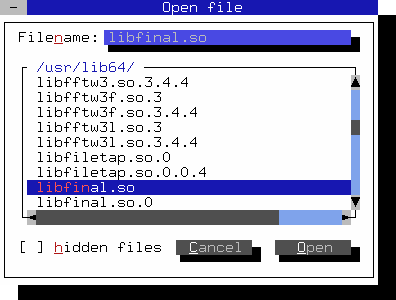 Open file
Filename: libfinal.so
/usr/lib64/
libfftw3.so.3.4.4
libfftw3f.so.3
libfftw3f.so.3.4.4
libfftw3l.so.3
libfftw3l.so.3.4.4
libfiletap.so.0
libfiletap.so.0.0.4
libfinal.so
libfinal.so.0
[ ] hidden files Cancel Open